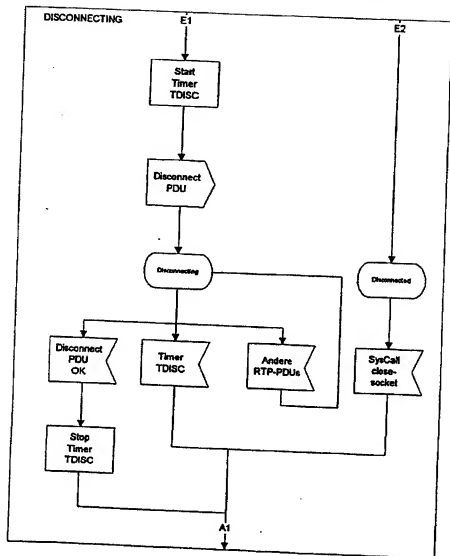 DISCONNECTING
E1
E2
Start
Timer
TDISC
Disconnect
PDU
Disconnecting
Disconnected
Disconnect
PDU
OK
Timer
TDISC
Andere
RTP-PDUs
SysCall
close-
socket
Stop
Timer
TDISC
A1